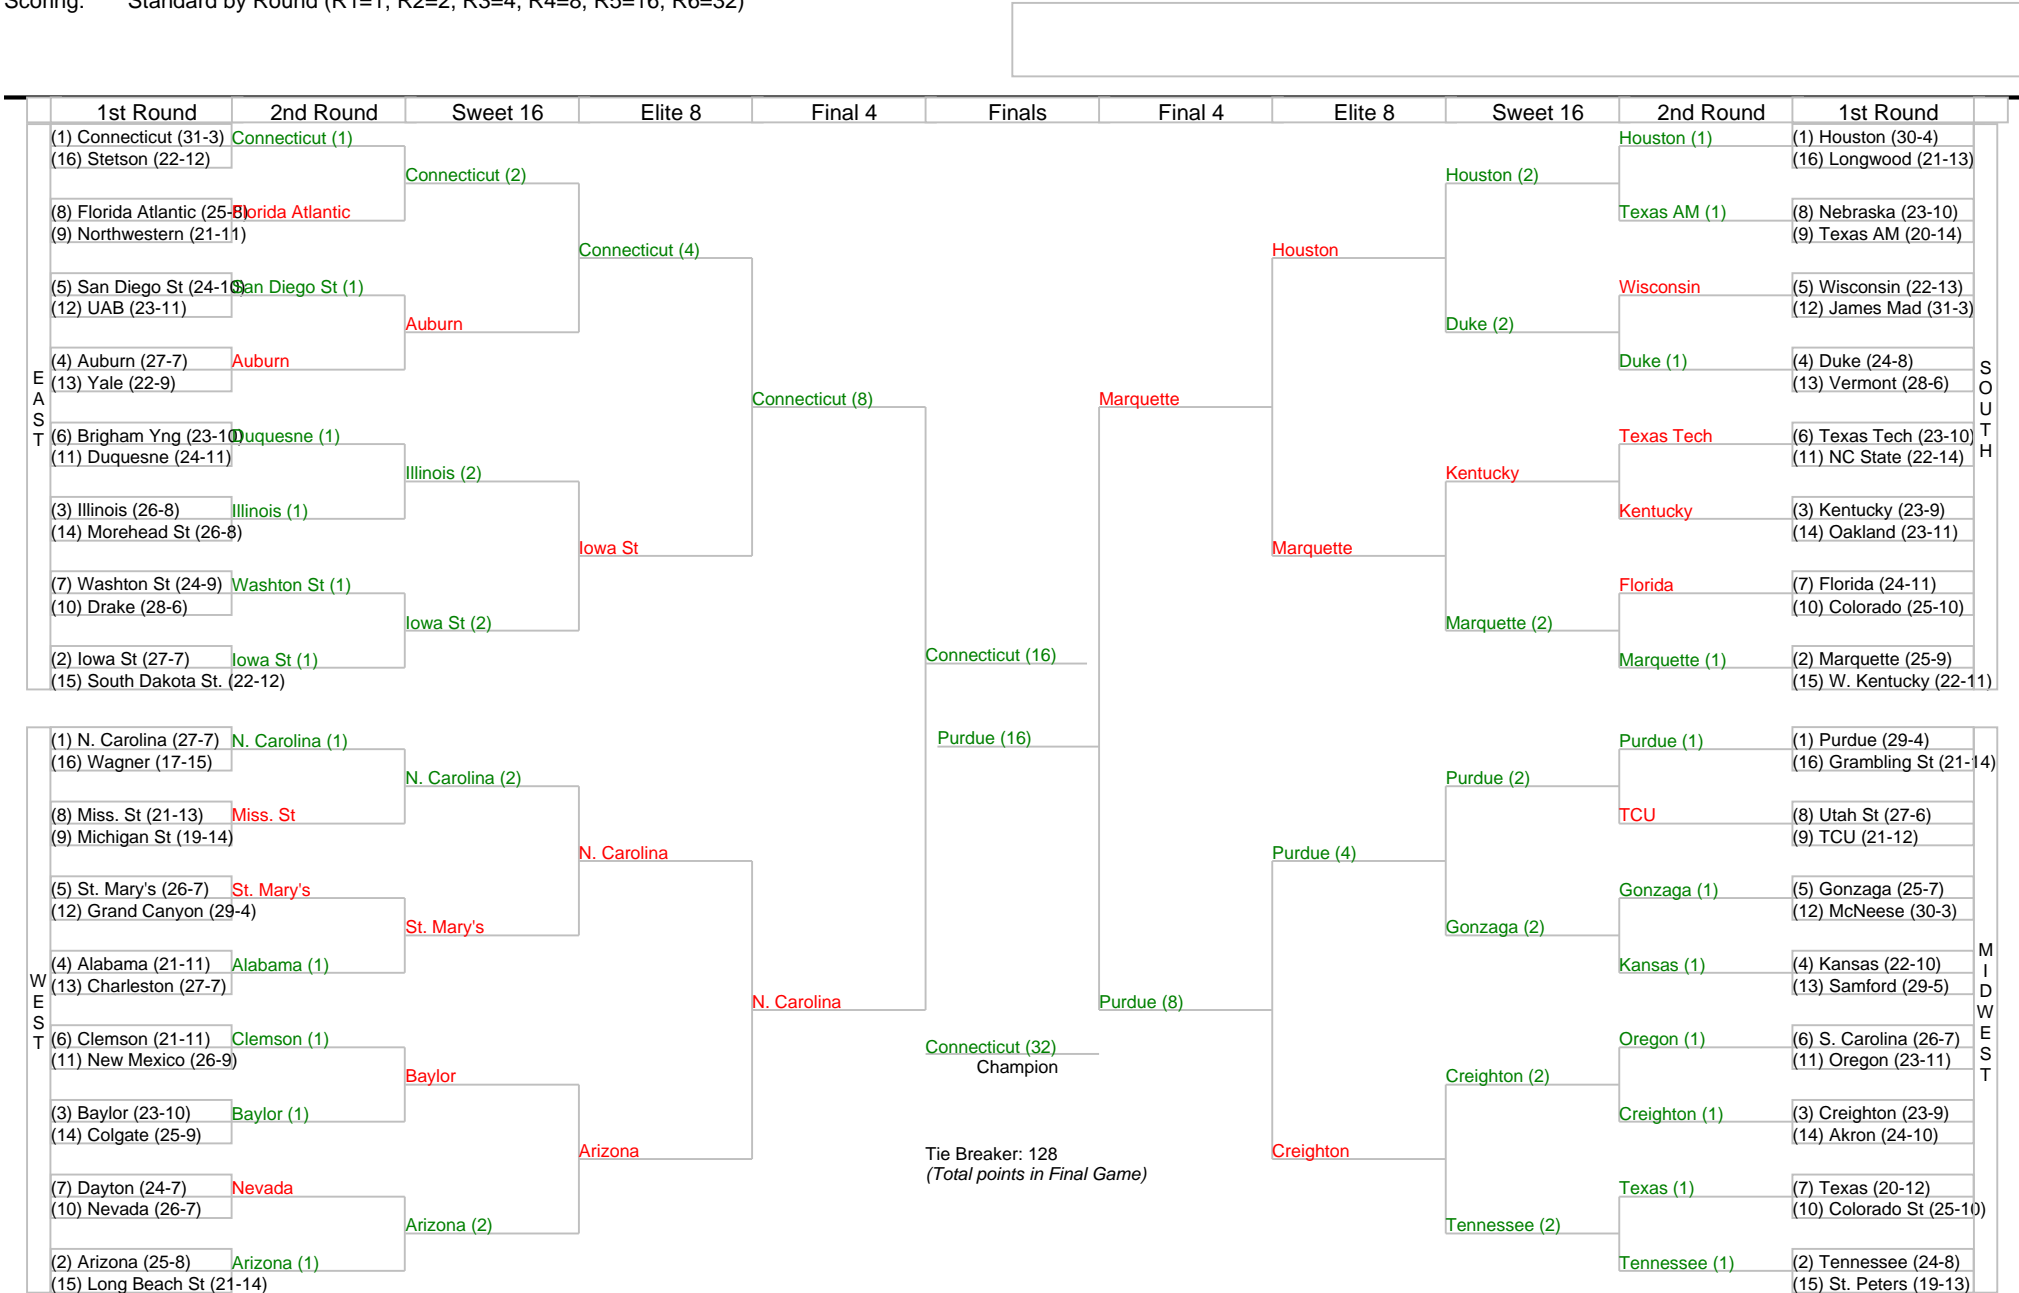 Scoring: Standard by Round (R1=1, R2=2, R3=4, R4=8, R5=16, R6=32)
1st Round 2nd Round Sweet 16 Elite 8 Final 4 Finals Final 4 Elite 8 Sweet 16 2nd Round 1st Round
EAST
(1) Connecticut (31-3)
(16) Stetson (22-12)
(8) Florida Atlantic (25-8)
(9) Northwestern (21-11)
(5) San Diego St (24-10)
(12) UAB (23-11)
(4) Auburn (27-7)
(13) Yale (22-9)
(6) Brigham Yng (23-10)
(11) Duquesne (24-11)
(3) Illinois (26-8)
(14) Morehead St (26-8)
(7) Washton St (24-9)
(10) Drake (28-6)
(2) Iowa St (27-7)
(15) South Dakota St. (22-12)
Connecticut (1)
Florida Atlantic
San Diego St (1)
Auburn
Duquesne (1)
Illinois (1)
Washton St (1)
Iowa St (1)
Connecticut (2)
Auburn
Illinois (2)
Iowa St (2)
Connecticut (4)
Iowa St
Connecticut (8)
WEST
(1) N. Carolina (27-7)
(16) Wagner (17-15)
(8) Miss. St (21-13)
(9) Michigan St (19-14)
(5) St. Mary's (26-7)
(12) Grand Canyon (29-4)
(4) Alabama (21-11)
(13) Charleston (27-7)
(6) Clemson (21-11)
(11) New Mexico (26-9)
(3) Baylor (23-10)
(14) Colgate (25-9)
(7) Dayton (24-7)
(10) Nevada (26-7)
(2) Arizona (25-8)
(15) Long Beach St (21-14)
N. Carolina (1)
Miss. St
St. Mary's
Alabama (1)
Clemson (1)
Baylor (1)
Nevada
Arizona (1)
N. Carolina (2)
St. Mary's
Baylor
Arizona (2)
N. Carolina
Arizona
N. Carolina
Connecticut (16)
Purdue (16)
Connecticut (32)
Champion
Tie Breaker: 128
(Total points in Final Game)
Marquette
Houston
Marquette
Houston (2)
Duke (2)
Kentucky
Marquette (2)
Houston (1)
Texas AM (1)
Wisconsin
Duke (1)
Texas Tech
Kentucky
Florida
Marquette (1)
(1) Houston (30-4)
(16) Longwood (21-13)
(8) Nebraska (23-10)
(9) Texas AM (20-14)
(5) Wisconsin (22-13)
(12) James Mad (31-3)
(4) Duke (24-8)
(13) Vermont (28-6)
(6) Texas Tech (23-10)
(11) NC State (22-14)
(3) Kentucky (23-9)
(14) Oakland (23-11)
(7) Florida (24-11)
(10) Colorado (25-10)
(2) Marquette (25-9)
(15) W. Kentucky (22-11)
SOUTH
Purdue (8)
Purdue (4)
Creighton
Purdue (2)
Gonzaga (2)
Creighton (2)
Tennessee (2)
Purdue (1)
TCU
Gonzaga (1)
Kansas (1)
Oregon (1)
Creighton (1)
Texas (1)
Tennessee (1)
(1) Purdue (29-4)
(16) Grambling St (21-14)
(8) Utah St (27-6)
(9) TCU (21-12)
(5) Gonzaga (25-7)
(12) McNeese (30-3)
(4) Kansas (22-10)
(13) Samford (29-5)
(6) S. Carolina (26-7)
(11) Oregon (23-11)
(3) Creighton (23-9)
(14) Akron (24-10)
(7) Texas (20-12)
(10) Colorado St (25-10)
(2) Tennessee (24-8)
(15) St. Peters (19-13)
MIDWEST